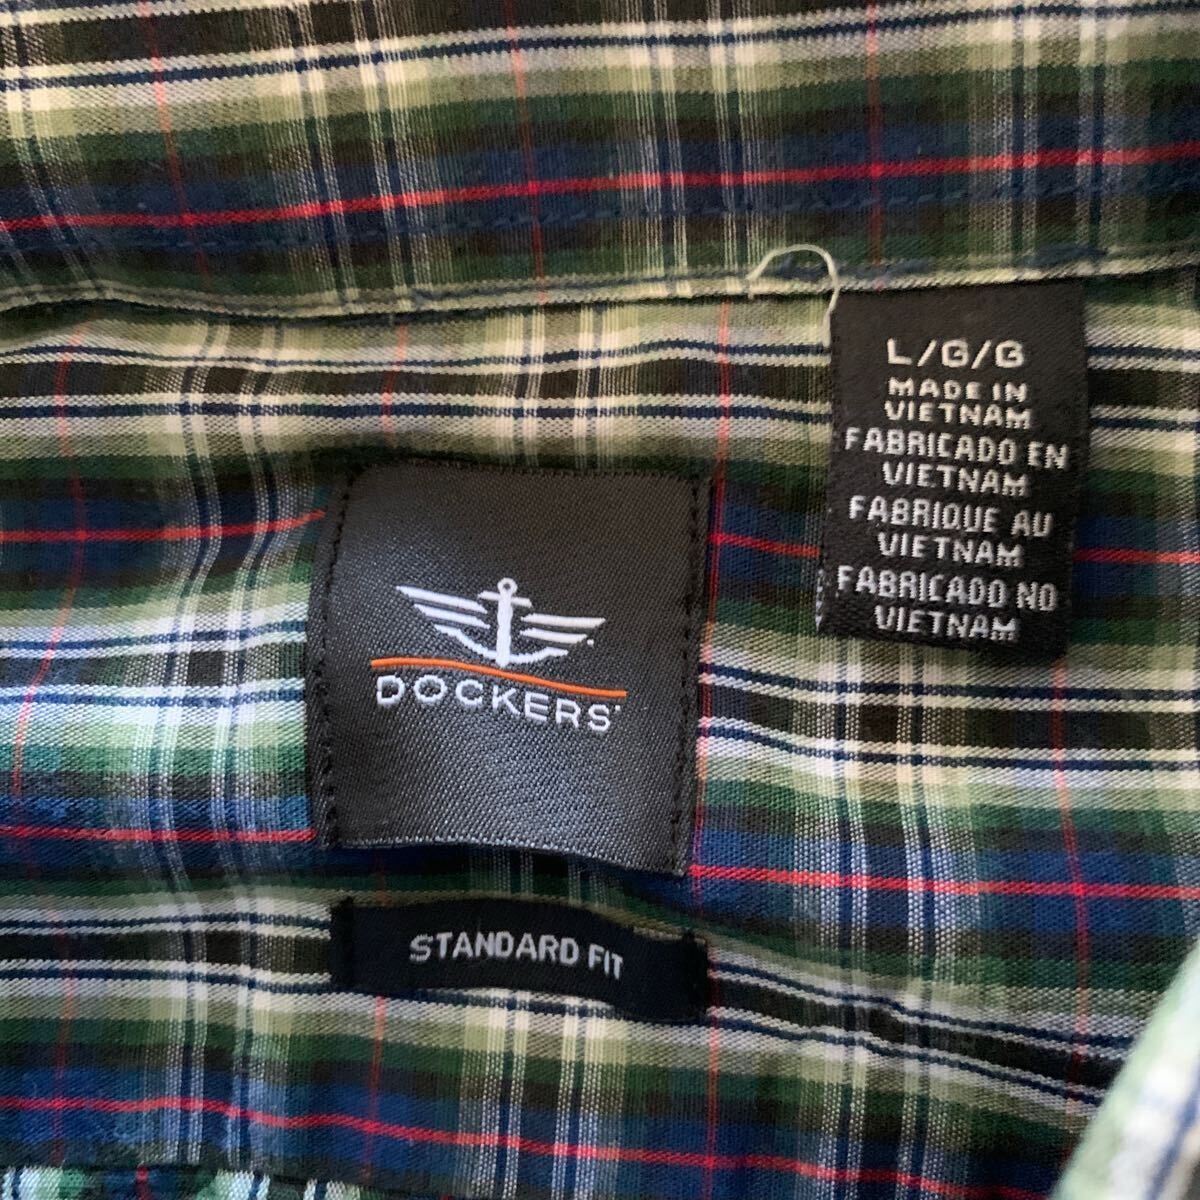 L/G/G
MADE IN
VIETNAM
FABRICADO EN
VIETNAM
FABRIQUE AU
VIETNAM
FABRICADO NO
VIETNAM
DOCKERS
STANDARD FIT